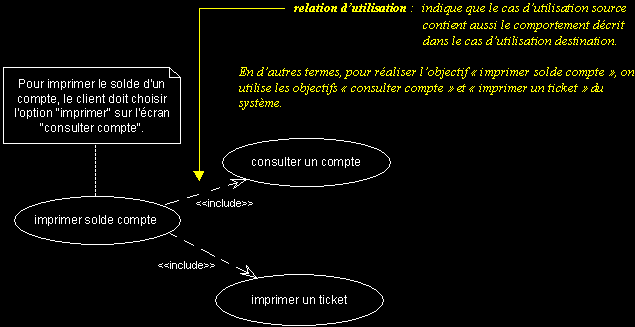 relation d'utilisation : indique que le cas d'utilisation source
contient aussi le comportement décrit
dans le cas d'utilisation destination.
En d'autres termes, pour réaliser l'objectif « imprimer solde compte », on
utilise les objectifs « consulter compte » et « imprimer un ticket » du
système.
Pour imprimer le solde d'un
compte, le client doit choisir
l'option "imprimer" sur l'écran
"consulter compte".
consulter un compte
<<include>>
imprimer solde compte
<<include>>
imprimer un ticket